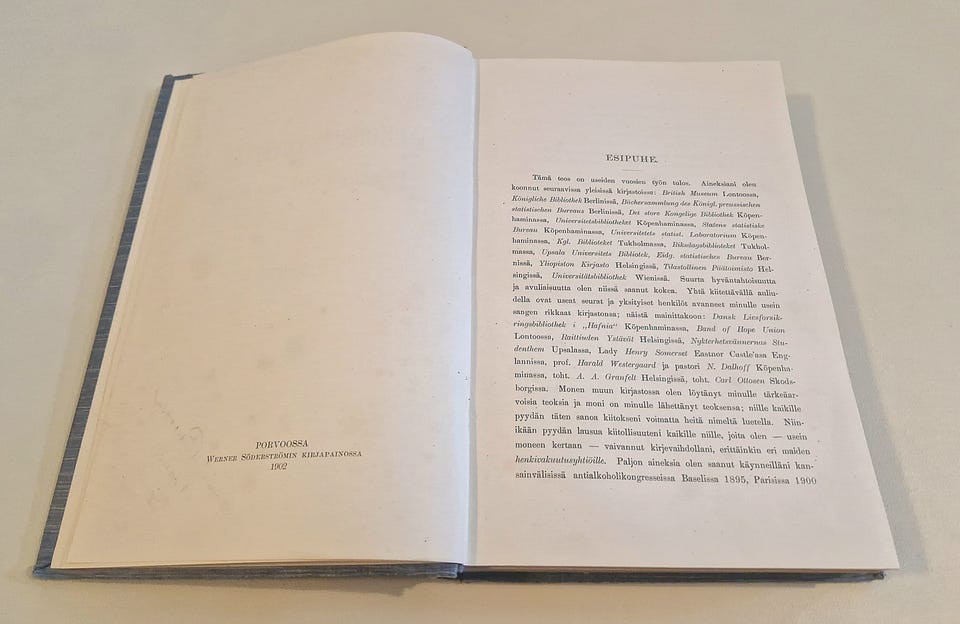 PORVOOSSA
WERNER SÖDERSTRÖMIN KIRJAPAINOSSA
1902
ESIPUHE.
Tämä teos on useiden vuosien työn tulos. Aineksiani olen
koonnut seuraavissa yleisissä kirjastoissa: British Museum Lontoossa,
Königliche Bibliothek Berlinissä, Büchersammlung des Königl. preussischen
statistischen Bureaus Berlinissä, Det store Kongelige Bibliothek Köpen-
haminassa, Universitetsbibliotheket Köpenhaminassa, Statens statistiske
Bureau Köpenhaminassa, Universitetets statist. Laboratorium Köpen-
haminassa, Kgl. Biblioteket Tukholmassa, Riksdagsbiblioteket Tukhol-
massa, Upsala Universitets Bibliotek, Eidg. statistisches Bureau Ber-
nissä, Yliopiston Kirjasto Helsingissä, Tilastollinen Päätoimisto Hel-
singissä, Universitätsbibliothek Wienissä. Suurta hyväntahtoisuutta
ja avuliaisuutta olen niissä saanut kokea. Yhtä kiitettävällä auliu-
della ovat useat seurat ja yksityiset henkilöt avanneet minulle usein
sangen rikkaat kirjastonsa; näistä mainittakoon: Dansk Livsforsik-
ringsbibliothek i „Hafnia" Köpenhaminassa, Band of Hope Union
Lontoossa, Raittiuden Ystävät Helsingissä, Nykterhetsvännernas Stu-
denthem Upsalassa, Lady Henry Somerset Eastnor Castle'asa Eng-
lannissa, prof. Harald Westergaard ja pastori N. Dalhoff Köpenha-
minassa, toht. A. A. Granfelt Helsingissä, toht. Carl Ottosen Skods-
borgissa. Monen muun kirjastossa olen löytänyt minulle tärkeäar-
voisia teoksia ja moni on minulle lähettänyt teoksensa; niille kaikille
pyydän täten sanoa kiitokseni voimatta heitä nimeltä luetella. Niin-
ikään pyydän lausua kiitollisuuteni kaikille niille, joita olen — usein
moneen kertaan — vaivannut kirjevaihdollani, erittäinkin eri maiden
henkivakuutusyhtiöille. Paljon aineksia olen saanut käynneilläni kan-
sainvälisissä antialkoholikongresseissa Baselissa 1895, Parisissa 1900